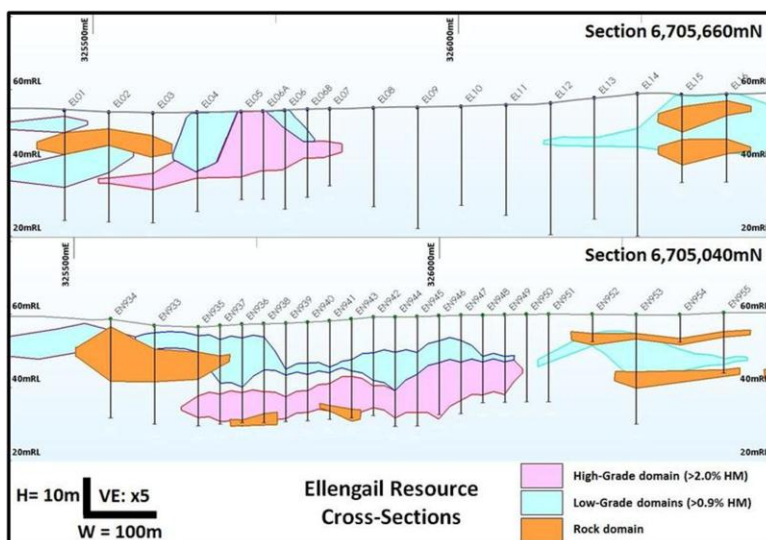 325500mE
326000mE
Section 6,705,660mN
60mRL
60mRL
EL01
EL02
EL03
EL04
EL05
EL06A
EL06
EL06B
EL07
EL08
EL09
EL10
EL11
EL12
EL13
EL14
EL15
EL16
40mRL
40mRL
20mRL
20mRL
325500mE
326000mE
Section 6,705,040mN
60mRL
60mRL
EN934
EN933
EN935
EN937
EN936
EN938
EN939
EN940
EN941
EN943
EN942
EN944
EN945
EN946
EN947
EN948
EN949
EN950
EN951
EN952
EN953
EN954
EN955
40mRL
40mRL
20mRL
20mRL
H= 10m
VE: x5
W = 100m
Ellengail Resource
Cross-Sections
High-Grade domain (>2.0% HM)
Low-Grade domains (>0.9% HM)
Rock domain